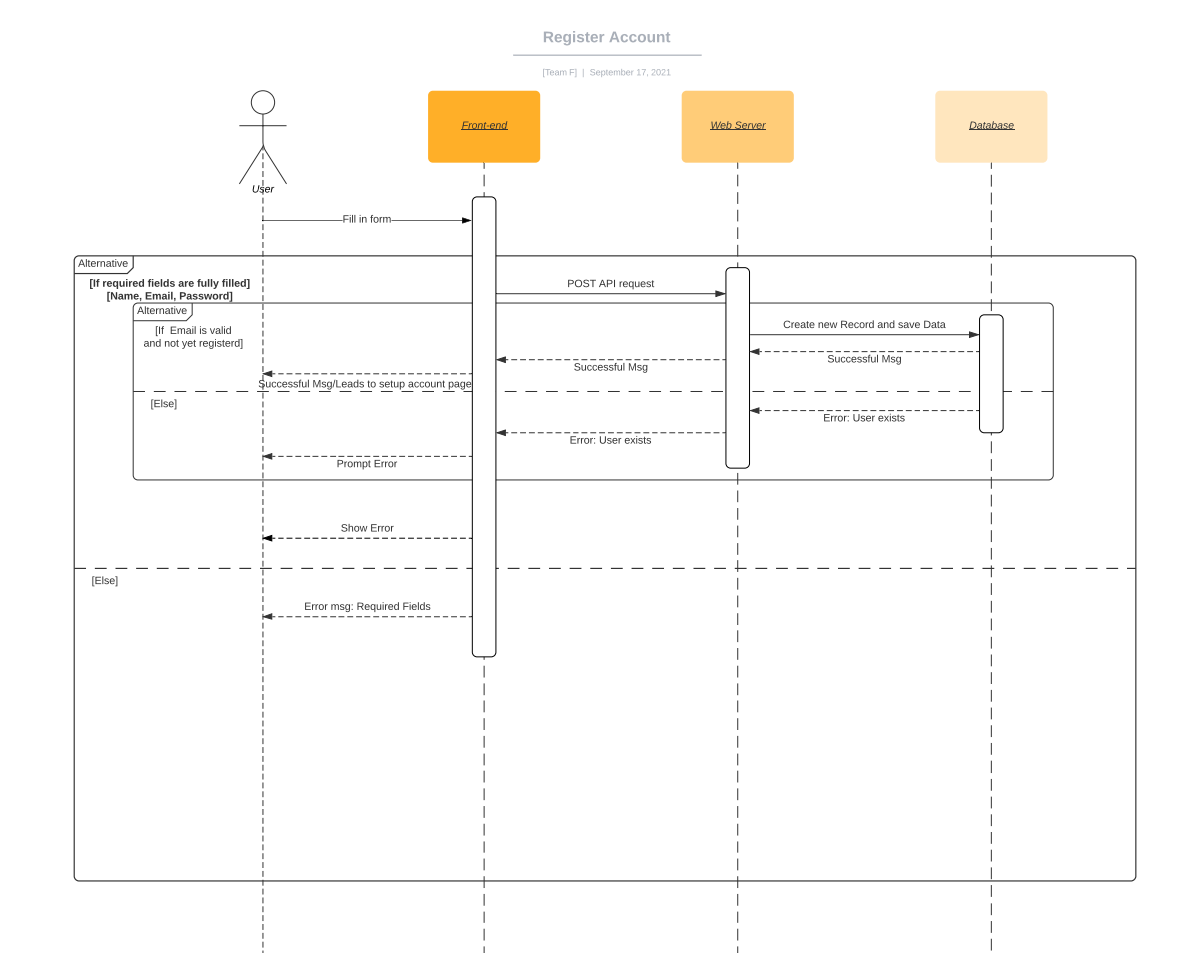 Register Account
[Team F] | September 17, 2021
Front-end
Web Server
Database
User
Fill in form
Alternative
[If required fields are fully filled]
[Name, Email, Password]
POST API request
Alternative
[If Email is valid
and not yet registerd]
Create new Record and save Data
Successful Msg
Successful Msg
Successful Msg/Leads to setup account page
[Else]
Error: User exists
Error: User exists
Prompt Error
Show Error
[Else]
Error msg: Required Fields